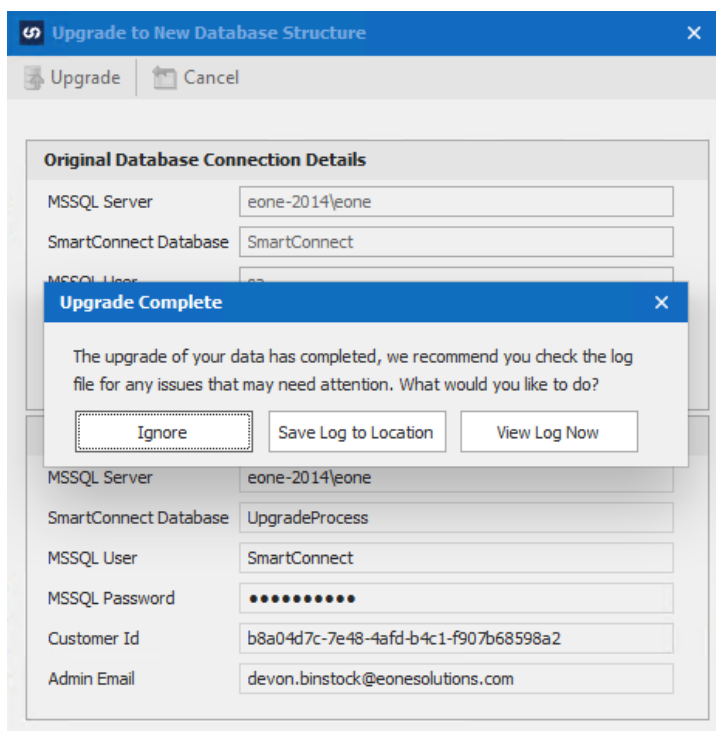 Upgrade to New Database Structure
Upgrade Cancel
Original Database Connection Details
MSSQL Server eone-2014\eone
SmartConnect Database SmartConnect
MSSQL User sa
Upgrade Complete
The upgrade of your data has completed, we recommend you check the log
file for any issues that may need attention. What would you like to do?
Ignore Save Log to Location View Log Now
MSSQL Server eone-2014\eone
SmartConnect Database UpgradeProcess
MSSQL User SmartConnect
MSSQL Password ●●●●●●●●●●
Customer Id b8a04d7c-7e48-4afd-b4c1-f907b68598a2
Admin Email devon.binstock@eonesolutions.com